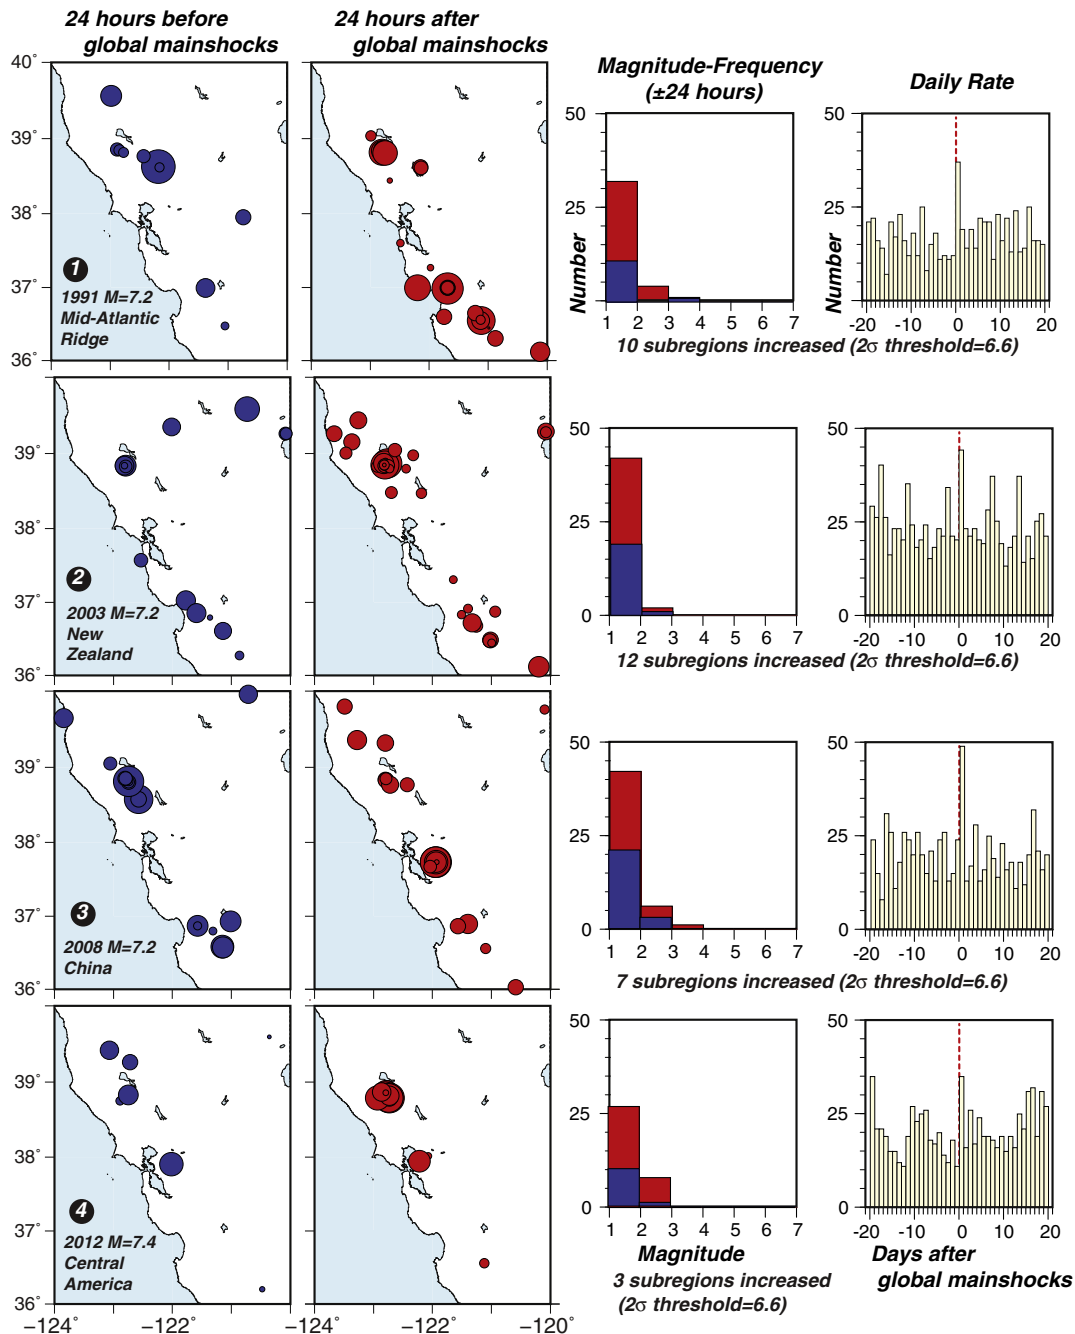 24 hours before
global mainshocks
24 hours after
global mainshocks
Magnitude-Frequency
(±24 hours)
Daily Rate
40°
39°
38°
37°
36°
1
1991 M=7.2
Mid-Atlantic
Ridge
50
25
Number
1 2 3 4 5 6 7
50
25
Number
0
-20 -10 0 10 20
10 subregions increased (2σ threshold=6.6)
39°
38°
37°
36°
2
2003 M=7.2
New
Zealand
50
25
0
1 2 3 4 5 6 7
50
25
0
-20 -10 0 10 20
12 subregions increased (2σ threshold=6.6)
39°
38°
37°
36°
3
2008 M=7.2
China
50
25
0
1 2 3 4 5 6 7
50
25
0
-20 -10 0 10 20
7 subregions increased (2σ threshold=6.6)
39°
38°
37°
36°
4
2012 M=7.4
Central
America
−124° −122°
−124° −122° −120°
50
25
0
1 2 3 4 5 6 7
Magnitude
50
25
0
-20 -10 0 10 20
Days after
global mainshocks
3 subregions increased
(2σ threshold=6.6)